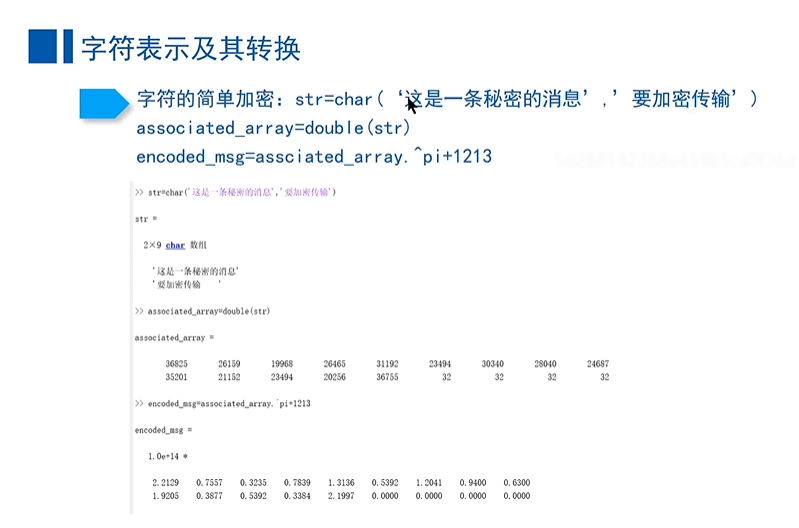 字符表示及其转换
字符的简单加密：str=char(‘这是一条秘密的消息’,’要加密传输’)
associated_array=double(str)
encoded_msg=assciated_array.^pi+1213
>> str=char('这是一条秘密的消息','要加密传输')
str =
2×9 char 数组
'这是一条秘密的消息'
'要加密传输    '
>> associated_array=double(str)
associated_array =
36825 26159 19968 26465 31192 23494 30340 28040 24687
35201 21152 23494 20256 36755 32 32 32 32
>> encoded_msg=associated_array.^pi+1213
encoded_msg =
1.0e+14 *
2.2129 0.7557 0.3235 0.7839 1.3136 0.5392 1.2041 0.9400 0.6300
1.9205 0.3877 0.5392 0.3384 2.1997 0.0000 0.0000 0.0000 0.0000